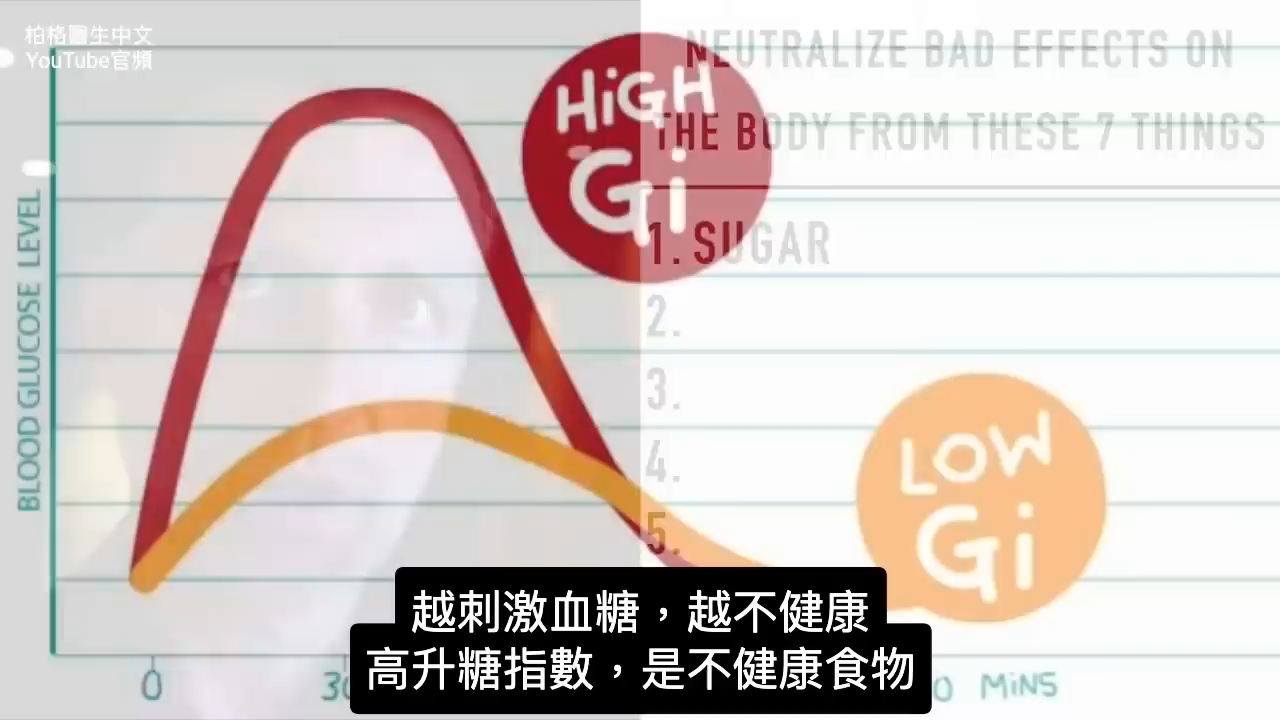 柏格醫生中文
YouTube官頻
NEUTRALIZE BAD EFFECTS ON
THE BODY FROM THESE 7 THINGS
HiGH
Gi
1. SUGAR
2.
3.
4.
5.
LOW
Gi
BLOOD GLUCOSE LEVEL
越刺激血糖，越不健康
高升糖指數，是不健康食物
0
MiNS